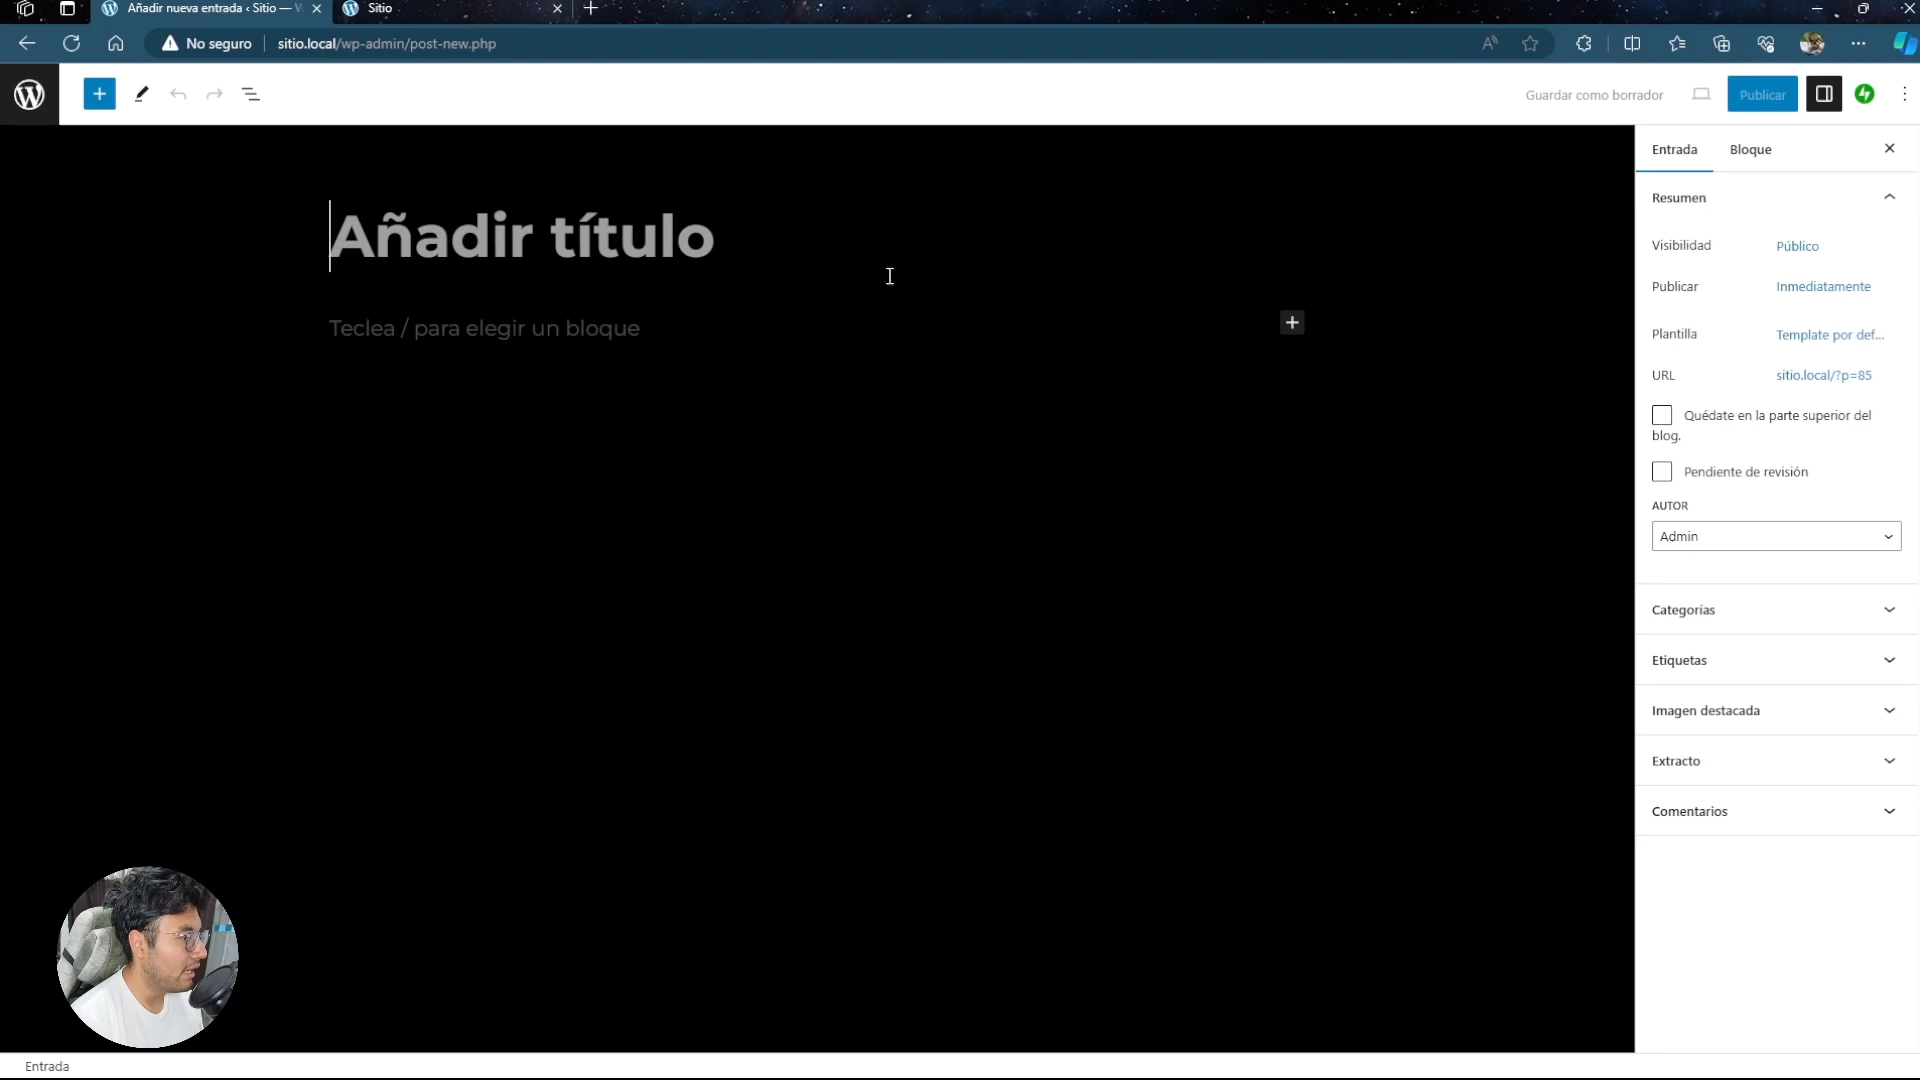 Añadir nueva entrada ‹ Sitio — W
Sitio
No seguro
sitio.local/wp-admin/post-new.php
Guardar como borrador
Publicar
Entrada
Bloque
Resumen
Visibilidad
Público
Publicar
Inmediatamente
Plantilla
Template por def...
URL
sitio.local/?p=85
Quédate en la parte superior del
blog.
Pendiente de revisión
AUTOR
Admin
Categorías
Etiquetas
Imagen destacada
Extracto
Comentarios
Añadir título
Teclea / para elegir un bloque
Entrada